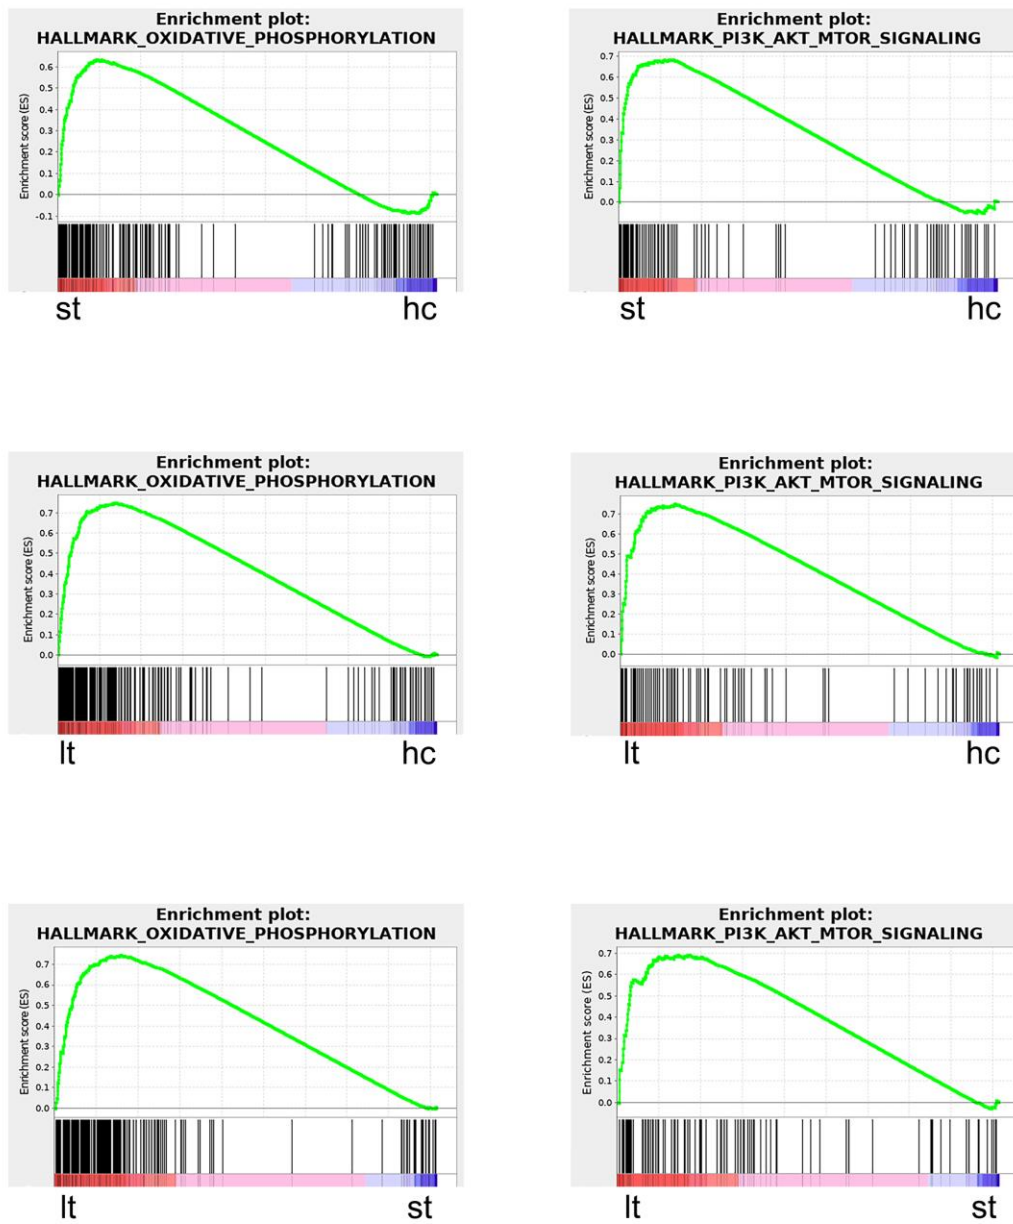 Enrichment plot:
HALLMARK_OXIDATIVE_PHOSPHORYLATION
Enrichment score (ES)
0.6
0.5
0.4
0.3
0.2
0.1
0.0
-0.1
st
hc
Enrichment plot:
HALLMARK_PI3K_AKT_MTOR_SIGNALING
Enrichment score (ES)
0.7
0.6
0.5
0.4
0.3
0.2
0.1
0.0
st
hc
Enrichment plot:
HALLMARK_OXIDATIVE_PHOSPHORYLATION
Enrichment score (ES)
0.7
0.6
0.5
0.4
0.3
0.2
0.1
0.0
lt
hc
Enrichment plot:
HALLMARK_PI3K_AKT_MTOR_SIGNALING
Enrichment score (ES)
0.7
0.6
0.5
0.4
0.3
0.2
0.1
0.0
lt
hc
Enrichment plot:
HALLMARK_OXIDATIVE_PHOSPHORYLATION
Enrichment score (ES)
0.7
0.6
0.5
0.4
0.3
0.2
0.1
0.0
lt
st
Enrichment plot:
HALLMARK_PI3K_AKT_MTOR_SIGNALING
Enrichment score (ES)
0.7
0.6
0.5
0.4
0.3
0.2
0.1
0.0
lt
st